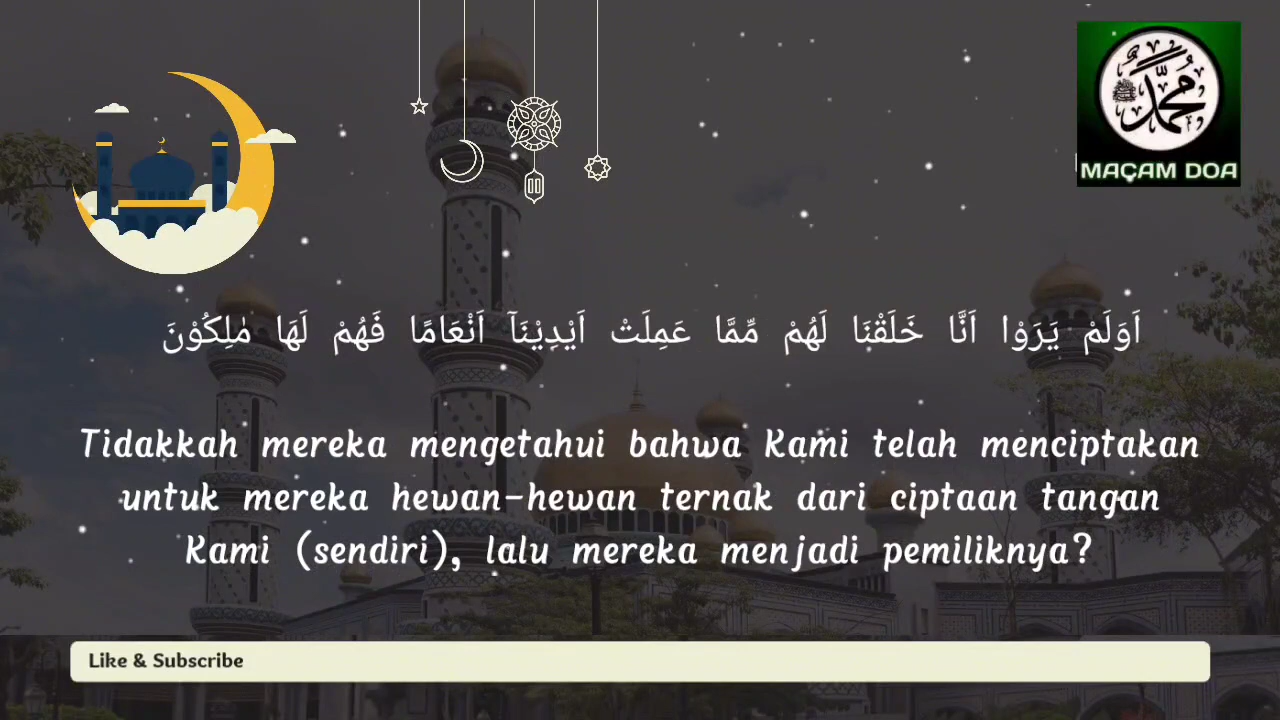 محمد
MAÇAM DOA
اَوَلَمْ يَرَوْا اَنَّا خَلَقْنَا لَهُمْ مِّمَّا عَمِلَتْ اَيْدِيْنَآ اَنْعَامًا فَهُمْ لَهَا مٰلِكُوْنَ
Tidakkah mereka mengetahui bahwa Kami telah menciptakan
untuk mereka hewan-hewan ternak dari ciptaan tangan
Kami (sendiri), lalu mereka menjadi pemiliknya?
Like & Subscribe